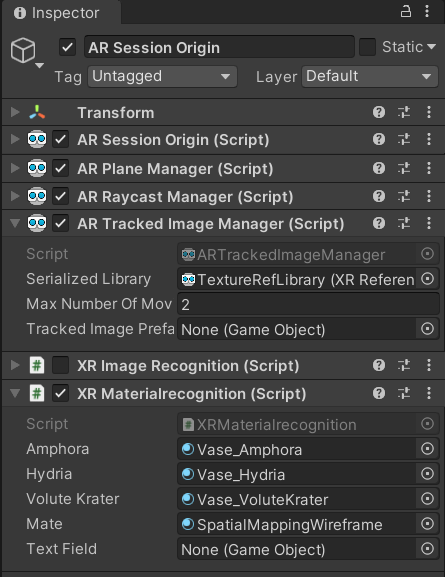 Inspector
AR Session Origin Static
Tag Untagged Layer Default
Transform
AR Session Origin (Script)
AR Plane Manager (Script)
AR Raycast Manager (Script)
AR Tracked Image Manager (Script)
Script ARTrackedImageManager
Serialized Library TextureRefLibrary (XR Referen
Max Number Of Mov 2
Tracked Image Prefa None (Game Object)
XR Image Recognition (Script)
XR Materialrecognition (Script)
Script XRMaterialrecognition
Amphora Vase_Amphora
Hydria Vase_Hydria
Volute Krater Vase_VoluteKrater
Mate SpatialMappingWireframe
Text Field None (Game Object)